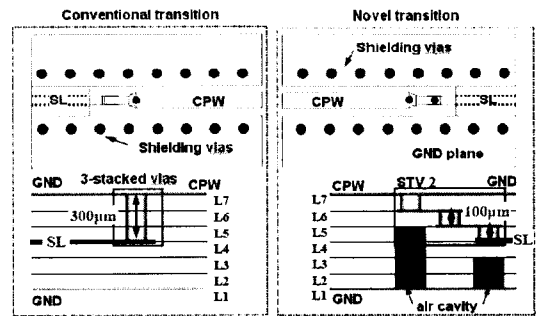 Conventional transition
Shielding vias
SL
CPW
Shielding vias
GND
3-stacked vias
CPW
300μm
SL
L7
L6
L5
L4
L3
L2
L1
GND
Novel transition
Shielding vias
CPW
SL
GND plane
CPW
STV 2
GND
L7
L6
L5
L4
L3
L2
L1
100μm
SL
GND
air cavity